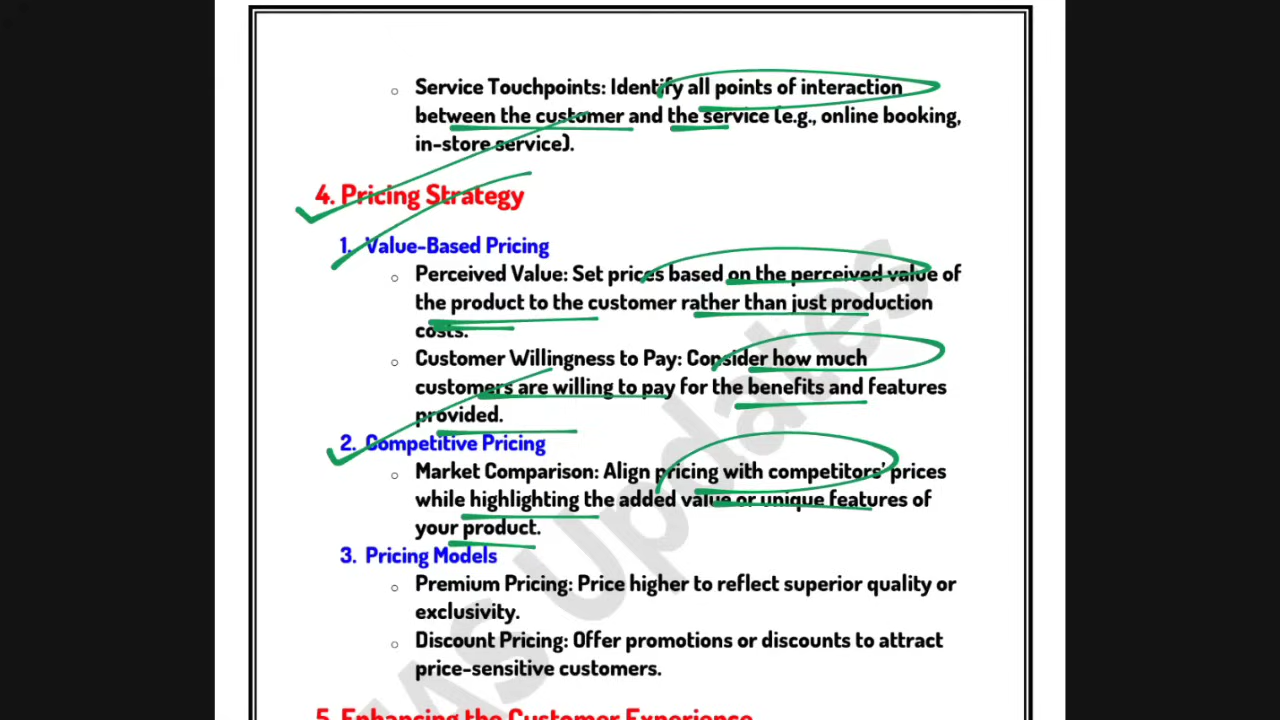 ○ Service Touchpoints: Identify all points of interaction
between the customer and the service (e.g., online booking,
in-store service).
4. Pricing Strategy
1. Value-Based Pricing
○ Perceived Value: Set prices based on the perceived value of
the product to the customer rather than just production
costs.
○ Customer Willingness to Pay: Consider how much
customers are willing to pay for the benefits and features
provided.
2. Competitive Pricing
○ Market Comparison: Align pricing with competitors' prices
while highlighting the added value or unique features of
your product.
3. Pricing Models
○ Premium Pricing: Price higher to reflect superior quality or
exclusivity.
○ Discount Pricing: Offer promotions or discounts to attract
price-sensitive customers.
5. Enhancing the Customer Experience
IAS Updates